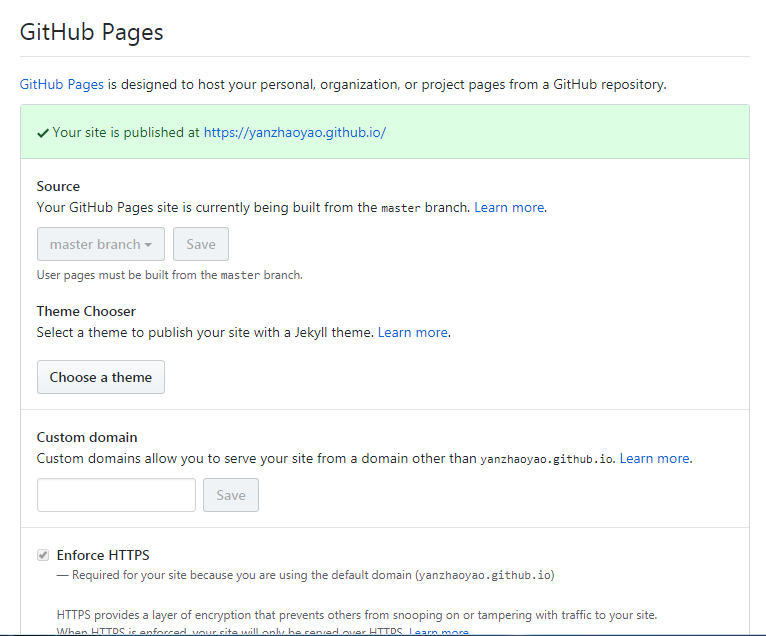 GitHub Pages
GitHub Pages is designed to host your personal, organization, or project pages from a GitHub repository.
Your site is published at https://yanzhaoyao.github.io/
Source
Your GitHub Pages site is currently being built from the master branch. Learn more.
master branch
Save
User pages must be built from the master branch.
Theme Chooser
Select a theme to publish your site with a Jekyll theme. Learn more.
Choose a theme
Custom domain
Custom domains allow you to serve your site from a domain other than yanzhaoyao.github.io. Learn more.
Save
Enforce HTTPS
— Required for your site because you are using the default domain (yanzhaoyao.github.io)
HTTPS provides a layer of encryption that prevents others from snooping on or tampering with traffic to your site.
When HTTPS is enforced, your site will only be served over HTTPS. Learn more.